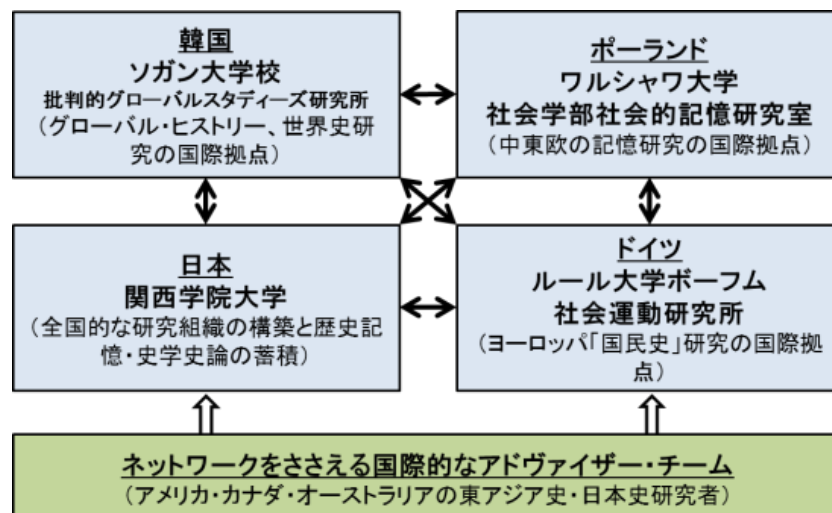 韓国
ソガン大学校
批判的グローバルスタディーズ研究所
(グローバル・ヒストリー、世界史研
究の国際拠点)
ポーランド
ワルシャワ大学
社会学部社会的記憶研究室
(中東欧の記憶研究の国際拠点)
日本
関西学院大学
(全国的な研究組織の構築と歴史記
憶・史学史論の蓄積)
ドイツ
ルール大学ボーフム
社会運動研究所
(ヨーロッパ「国民史」研究の国際拠
点)
ネットワークをささえる国際的なアドヴァイザー・チーム
(アメリカ・カナダ・オーストラリアの東アジア史・日本史研究者)